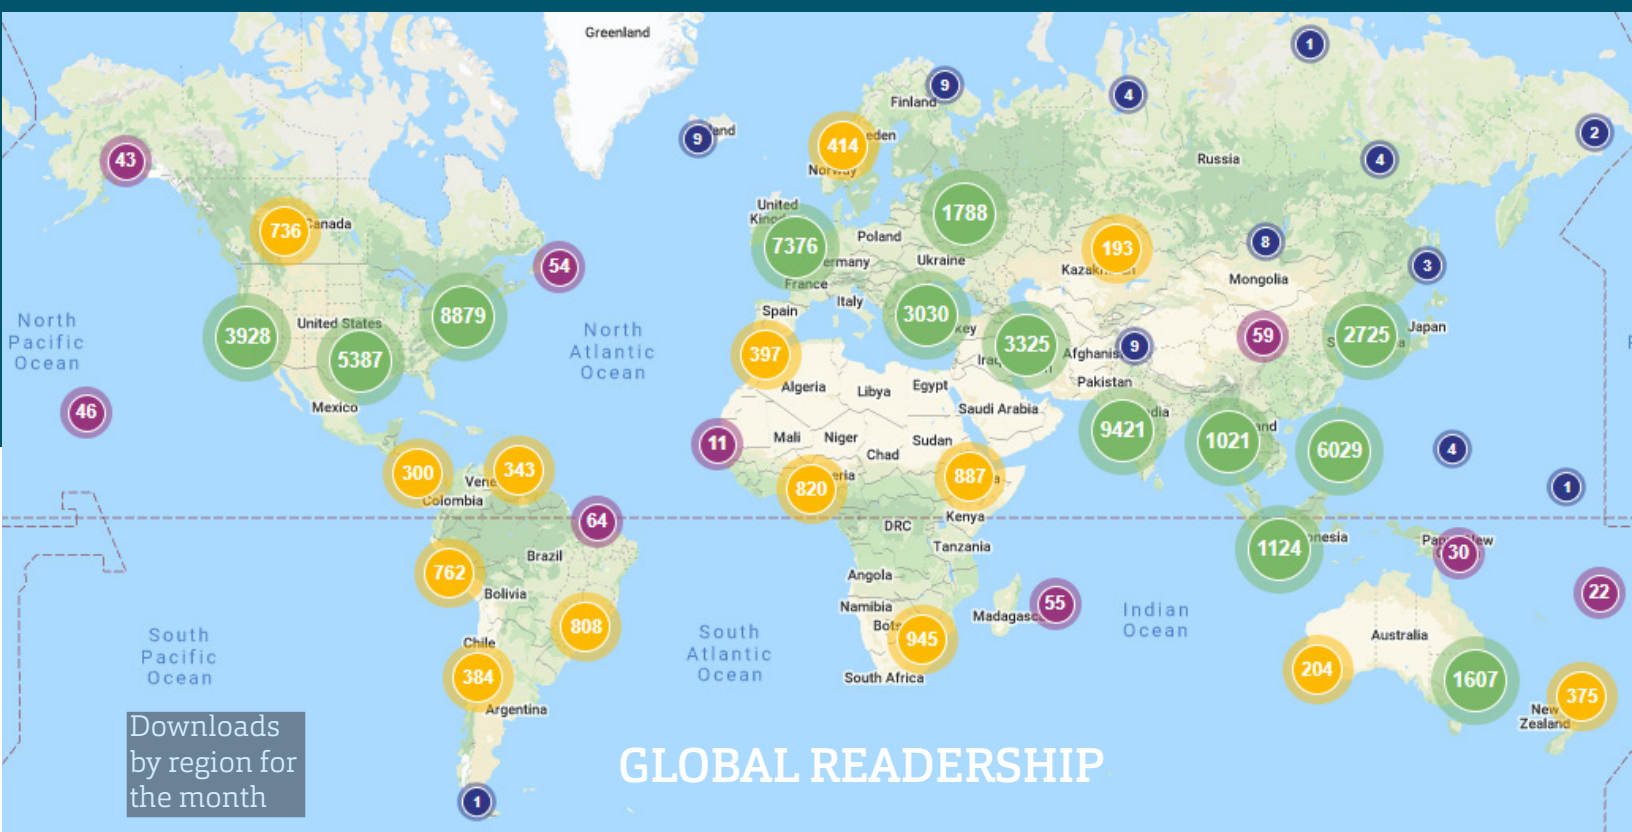 Greenland
1
9
4
Finland
9
2
414
43
Russia
4
Norway
United
1788
736
7376
Poland
193
8
54
Ukraine
3
France
Mongolia
North
Pacific
Ocean
3928
United States
8879
North
Atlantic
Ocean
Spain
Italy
3030
5387
397
3325
9
59
2725
Japan
Algeria
Libya
Egypt
Pakistan
46
Mexico
Saudi Arabia
11
Mali
Niger
Chad
Sudan
9421
1021
6029
4
300
343
820
887
1
Colombia
64
Kenya
DRC
Brazil
Tanzania
1124
30
762
Bolivia
Angola
55
22
Namibia
Indian
Ocean
South
Pacific
Ocean
808
South
Atlantic
Ocean
945
Australia
Chile
384
South Africa
204
1607
375
Argentina
New
Zealand
Downloads
by region for
the month
GLOBAL READERSHIP
1